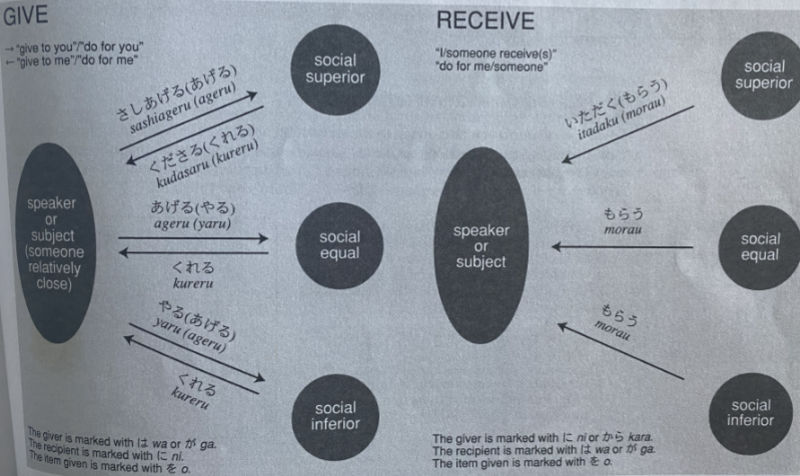 GIVE
→ "give to you"/"do for you"
← "give to me"/"do for me"
social
superior
さしあげる(あげる)
sashiageru (ageru)
くださる(くれる)
kudasaru (kureru)
speaker
or
subject
(someone
relatively
close)
あげる(やる)
ageru (yaru)
くれる
kureru
social
equal
やる(あげる)
yaru (ageru)
くれる
kureru
social
inferior
The giver is marked with は wa or が ga.
The recipient is marked with に ni.
The item given is marked with を o.
RECEIVE
"I/someone receive(s)"
"do for me/someone"
social
superior
いただく(もらう)
itadaku (morau)
speaker
or
subject
もらう
morau
social
equal
もらう
morau
social
inferior
The giver is marked with に ni or から kara.
The recipient is marked with は wa or が ga.
The item given is marked with を o.